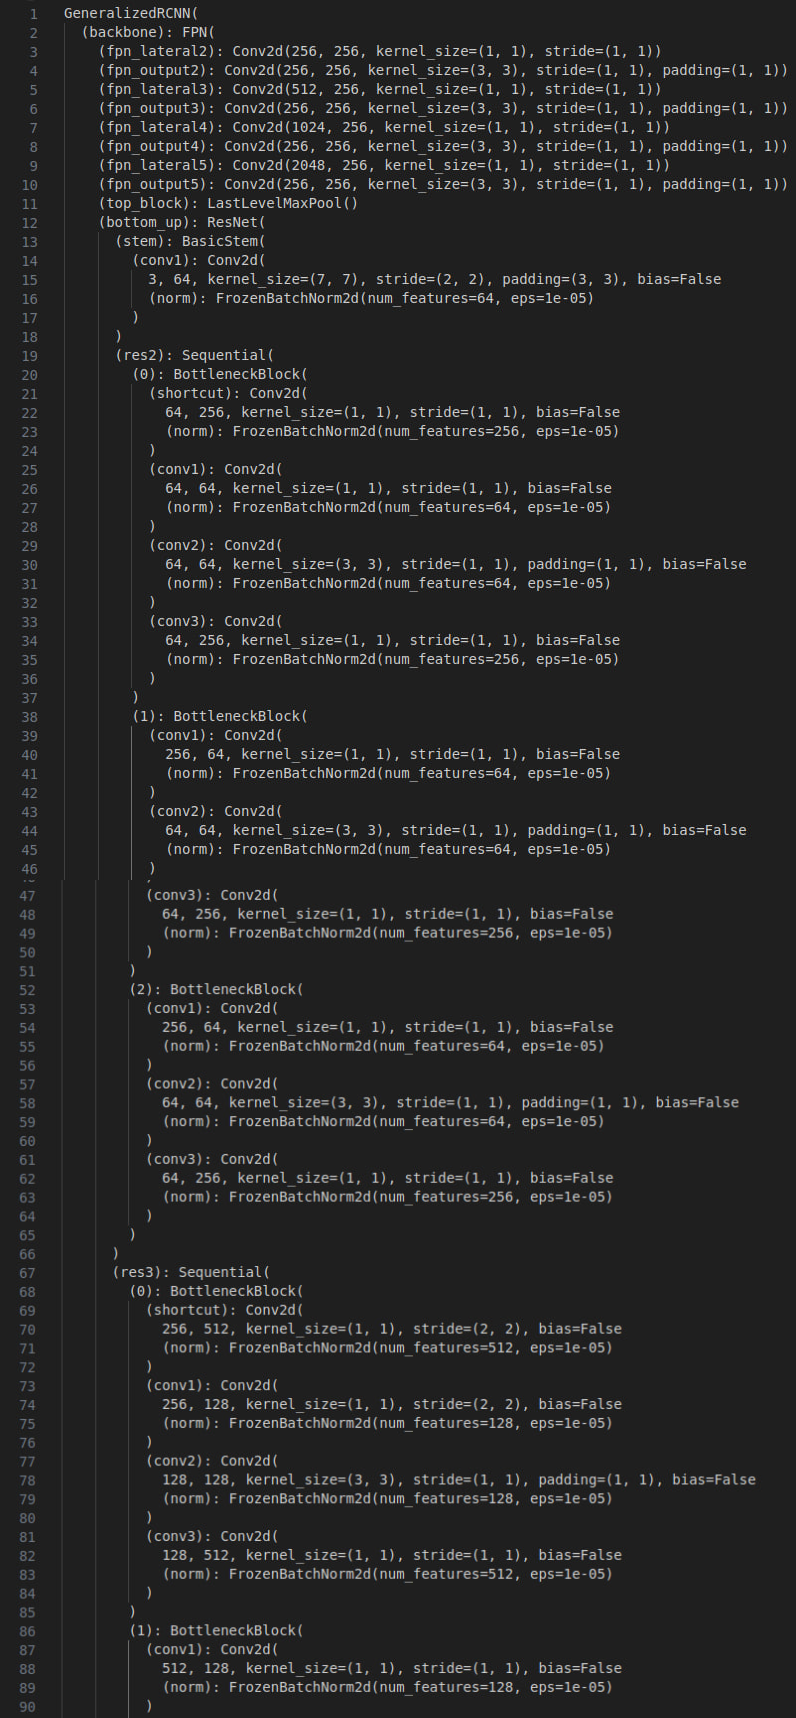 1 GeneralizedRCNN(
2 (backbone): FPN(
3 (fpn_lateral2): Conv2d(256, 256, kernel_size=(1, 1), stride=(1, 1))
4 (fpn_output2): Conv2d(256, 256, kernel_size=(3, 3), stride=(1, 1), padding=(1, 1))
5 (fpn_lateral3): Conv2d(512, 256, kernel_size=(1, 1), stride=(1, 1))
6 (fpn_output3): Conv2d(256, 256, kernel_size=(3, 3), stride=(1, 1), padding=(1, 1))
7 (fpn_lateral4): Conv2d(1024, 256, kernel_size=(1, 1), stride=(1, 1))
8 (fpn_output4): Conv2d(256, 256, kernel_size=(3, 3), stride=(1, 1), padding=(1, 1))
9 (fpn_lateral5): Conv2d(2048, 256, kernel_size=(1, 1), stride=(1, 1))
10 (fpn_output5): Conv2d(256, 256, kernel_size=(3, 3), stride=(1, 1), padding=(1, 1))
11 (top_block): LastLevelMaxPool()
12 (bottom_up): ResNet(
13 (stem): BasicStem(
14 (conv1): Conv2d(
15 3, 64, kernel_size=(7, 7), stride=(2, 2), padding=(3, 3), bias=False
16 (norm): FrozenBatchNorm2d(num_features=64, eps=1e-05)
17 )
18 )
19 (res2): Sequential(
20 (0): BottleneckBlock(
21 (shortcut): Conv2d(
22 64, 256, kernel_size=(1, 1), stride=(1, 1), bias=False
23 (norm): FrozenBatchNorm2d(num_features=256, eps=1e-05)
24 )
25 (conv1): Conv2d(
26 64, 64, kernel_size=(1, 1), stride=(1, 1), bias=False
27 (norm): FrozenBatchNorm2d(num_features=64, eps=1e-05)
28 )
29 (conv2): Conv2d(
30 64, 64, kernel_size=(3, 3), stride=(1, 1), padding=(1, 1), bias=False
31 (norm): FrozenBatchNorm2d(num_features=64, eps=1e-05)
32 )
33 (conv3): Conv2d(
34 64, 256, kernel_size=(1, 1), stride=(1, 1), bias=False
35 (norm): FrozenBatchNorm2d(num_features=256, eps=1e-05)
36 )
37 )
38 (1): BottleneckBlock(
39 (conv1): Conv2d(
40 256, 64, kernel_size=(1, 1), stride=(1, 1), bias=False
41 (norm): FrozenBatchNorm2d(num_features=64, eps=1e-05)
42 )
43 (conv2): Conv2d(
44 64, 64, kernel_size=(3, 3), stride=(1, 1), padding=(1, 1), bias=False
45 (norm): FrozenBatchNorm2d(num_features=64, eps=1e-05)
46 )
47 (conv3): Conv2d(
48 64, 256, kernel_size=(1, 1), stride=(1, 1), bias=False
49 (norm): FrozenBatchNorm2d(num_features=256, eps=1e-05)
50 )
51 )
52 (2): BottleneckBlock(
53 (conv1): Conv2d(
54 256, 64, kernel_size=(1, 1), stride=(1, 1), bias=False
55 (norm): FrozenBatchNorm2d(num_features=64, eps=1e-05)
56 )
57 (conv2): Conv2d(
58 64, 64, kernel_size=(3, 3), stride=(1, 1), padding=(1, 1), bias=False
59 (norm): FrozenBatchNorm2d(num_features=64, eps=1e-05)
60 )
61 (conv3): Conv2d(
62 64, 256, kernel_size=(1, 1), stride=(1, 1), bias=False
63 (norm): FrozenBatchNorm2d(num_features=256, eps=1e-05)
64 )
65 )
66 )
67 (res3): Sequential(
68 (0): BottleneckBlock(
69 (shortcut): Conv2d(
70 256, 512, kernel_size=(1, 1), stride=(2, 2), bias=False
71 (norm): FrozenBatchNorm2d(num_features=512, eps=1e-05)
72 )
73 (conv1): Conv2d(
74 256, 128, kernel_size=(1, 1), stride=(2, 2), bias=False
75 (norm): FrozenBatchNorm2d(num_features=128, eps=1e-05)
76 )
77 (conv2): Conv2d(
78 128, 128, kernel_size=(3, 3), stride=(1, 1), padding=(1, 1), bias=False
79 (norm): FrozenBatchNorm2d(num_features=128, eps=1e-05)
80 )
81 (conv3): Conv2d(
82 128, 512, kernel_size=(1, 1), stride=(1, 1), bias=False
83 (norm): FrozenBatchNorm2d(num_features=512, eps=1e-05)
84 )
85 )
86 (1): BottleneckBlock(
87 (conv1): Conv2d(
88 512, 128, kernel_size=(1, 1), stride=(1, 1), bias=False
89 (norm): FrozenBatchNorm2d(num_features=128, eps=1e-05)
90 )